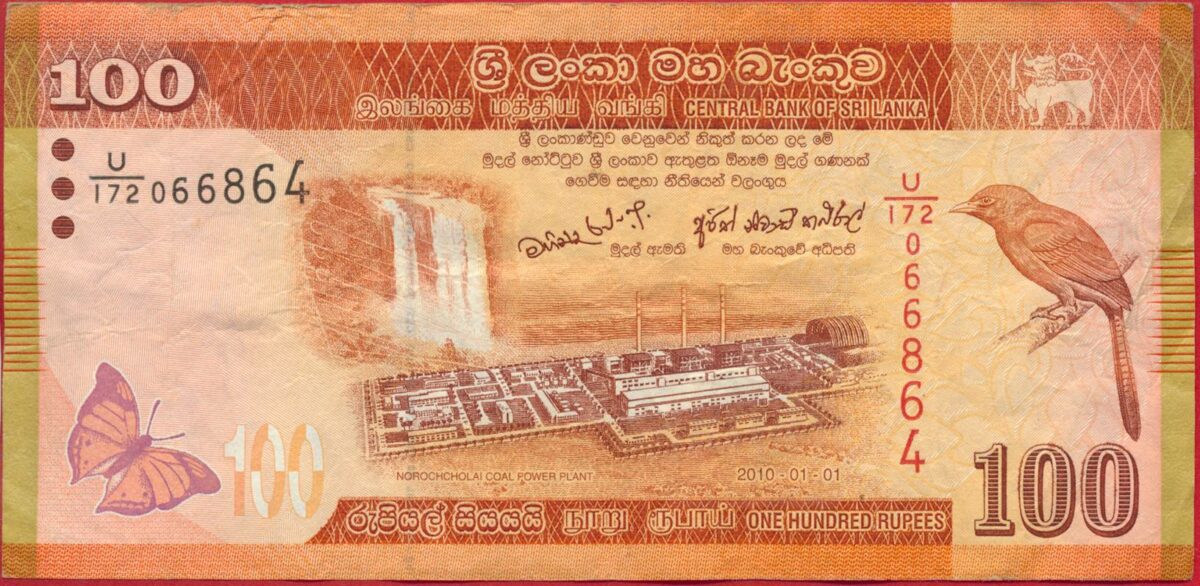 100
ශ්‍රී ලංකා මහ බැංකුව
இலங்கை மத்திய வங்கி CENTRAL BANK OF SRI LANKA
ශ්‍රී ලංකාණ්ඩුව වෙනුවෙන් නිකුත් කරන ලද මේ
මුදල් නෝට්ටුව ශ්‍රී ලංකාව ඇතුළත ඕනෑම මුදල් ගණනක්
ගෙවීම සඳහා නීතියෙන් වලංගුය
U/172 066864
U/172 066864
මුදල් ඇමති මහ බැංකුවේ අධිපති
NOROCHCHOLAI COAL POWER PLANT 2010-01-01
100
100
රුපියල් සියයයි நூறு ரூபாய் ONE HUNDRED RUPEES